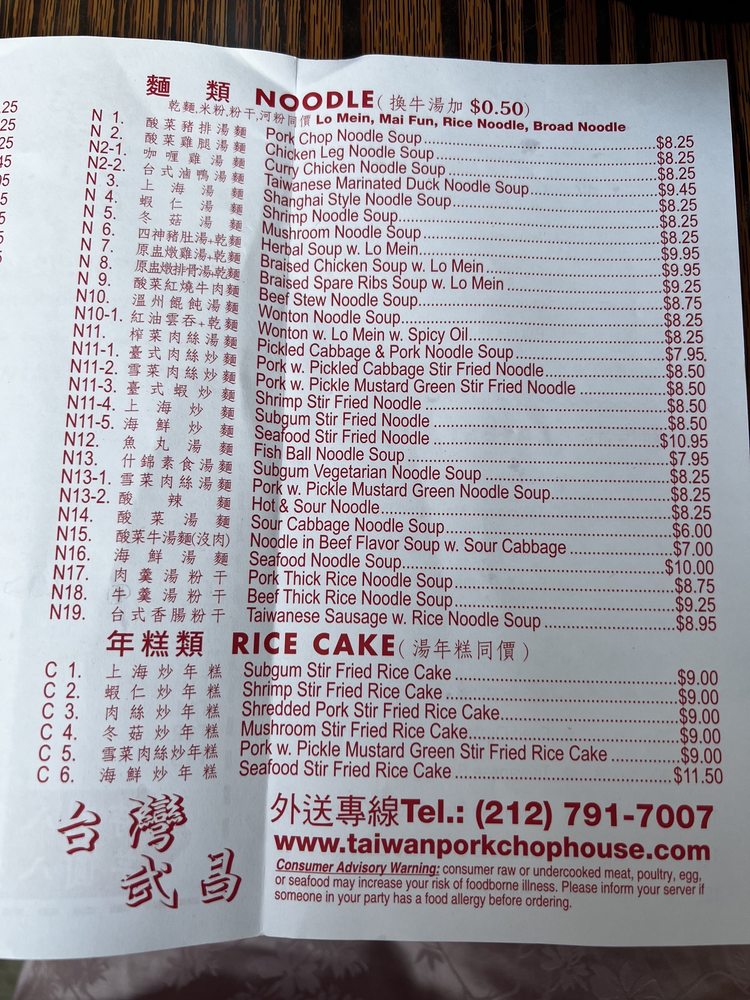 麵 類 NOODLE( 換牛湯加 $0.50)
乾麵,米粉,粉干,河粉同價 Lo Mein, Mai Fun, Rice Noodle, Broad Noodle
N 1. 酸菜豬排湯麵 Pork Chop Noodle Soup $8.25
N 2. 酸菜雞腿湯麵 Chicken Leg Noodle Soup $8.25
N2-1. 咖喱雞湯麵 Curry Chicken Noodle Soup $8.25
N2-2. 台式滷鴨湯麵 Taiwanese Marinated Duck Noodle Soup $9.45
N 3. 上海湯麵 Shanghai Style Noodle Soup $8.25
N 4. 蝦仁湯麵 Shrimp Noodle Soup $8.25
N 5. 冬菇湯麵 Mushroom Noodle Soup $8.25
N 6. 四神豬肚湯+乾麵 Herbal Soup w. Lo Mein $9.95
N 7. 原盅燉雞湯+乾麵 Braised Chicken Soup w. Lo Mein $9.95
N 8. 原盅燉排骨湯+乾麵 Braised Spare Ribs Soup w. Lo Mein $9.25
N 9. 酸菜紅燒牛肉麵 Beef Stew Noodle Soup $8.75
N10. 溫州餛飩湯麵 Wonton Noodle Soup $8.25
N10-1. 紅油雲吞+乾麵 Wonton w. Lo Mein w. Spicy Oil $8.25
N11. 榨菜肉絲湯麵 Pickled Cabbage & Pork Noodle Soup $7.95
N11-1. 臺式肉絲炒麵 Pork w. Pickled Cabbage Stir Fried Noodle $8.50
N11-2. 雪菜肉絲炒麵 Pork w. Pickle Mustard Green Stir Fried Noodle $8.50
N11-3. 臺式蝦炒麵 Shrimp Stir Fried Noodle $8.50
N11-4. 上海炒麵 Subgum Stir Fried Noodle $8.50
N11-5. 海鮮炒麵 Seafood Stir Fried Noodle $10.95
N12. 魚丸湯麵 Fish Ball Noodle Soup $7.95
N13. 什錦素食湯麵 Subgum Vegetarian Noodle Soup $8.25
N13-1. 雪菜肉絲湯麵 Pork w. Pickle Mustard Green Noodle Soup $8.25
N13-2. 酸辣麵 Hot & Sour Noodle $8.25
N14. 酸菜湯麵 Sour Cabbage Noodle Soup $6.00
N15. 酸菜牛湯麵(沒肉) Noodle in Beef Flavor Soup w. Sour Cabbage $7.00
N16. 海鮮湯麵 Seafood Noodle Soup $10.00
N17. 肉羹湯粉干 Pork Thick Rice Noodle Soup $8.75
N18. 牛羹湯粉干 Beef Thick Rice Noodle Soup $9.25
N19. 台式香腸粉干 Taiwanese Sausage w. Rice Noodle Soup $8.95
年糕類 RICE CAKE( 湯年糕同價 )
C 1. 上海炒年糕 Subgum Stir Fried Rice Cake $9.00
C 2. 蝦仁炒年糕 Shrimp Stir Fried Rice Cake $9.00
C 3. 肉絲炒年糕 Shredded Pork Stir Fried Rice Cake $9.00
C 4. 冬菇炒年糕 Mushroom Stir Fried Rice Cake $9.00
C 5. 雪菜肉絲炒年糕 Pork w. Pickle Mustard Green Stir Fried Rice Cake $9.00
C 6. 海鮮炒年糕 Seafood Stir Fried Rice Cake $11.50
台灣
武昌
外送專線Tel.: (212) 791-7007
www.taiwanporkchophouse.com
Consumer Advisory Warning: consumer raw or undercooked meat, poultry, egg,
or seafood may increase your risk of foodborne illness. Please inform your server if
someone in your party has a food allergy before ordering.